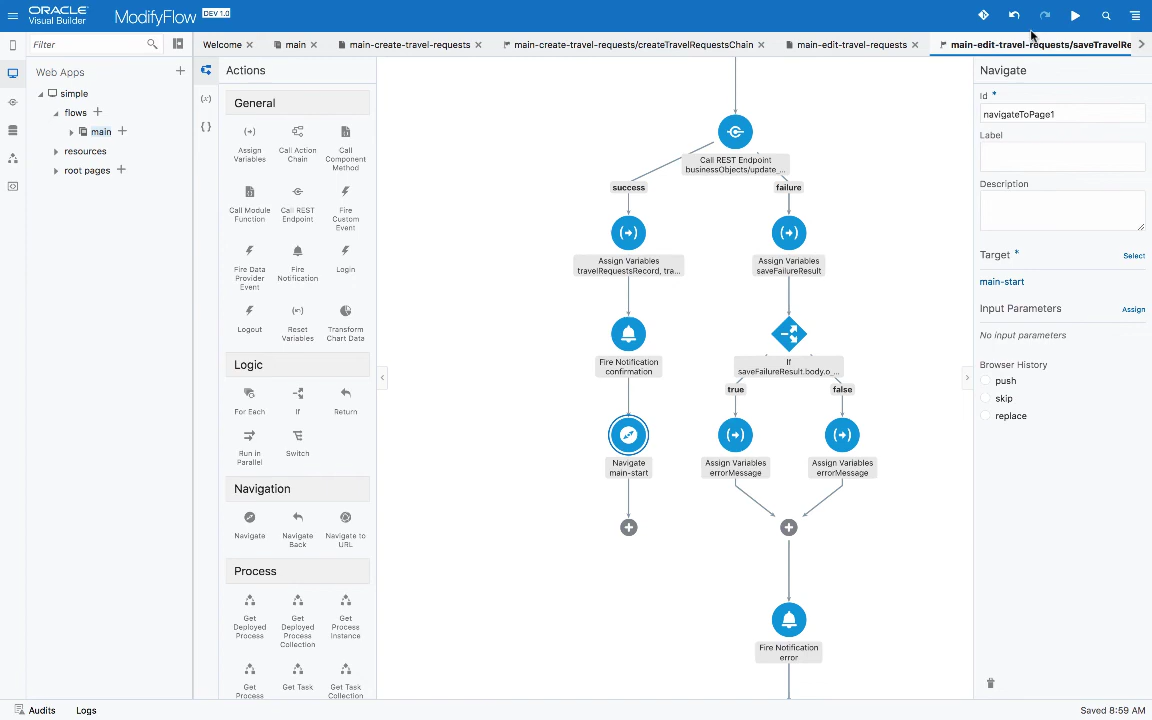 ORACLE
Visual Builder
ModifyFlow
DEV 1.0
Filter
Welcome
main
main-create-travel-requests
main-create-travel-requests/createTravelRequestsChain
main-edit-travel-requests
main-edit-travel-requests/saveTravelRe
Web Apps
simple
flows
main
resources
root pages
Actions
General
Assign
Variables
Call Action
Chain
Call
Component
Method
Call Module
Function
Call REST
Endpoint
Fire
Custom
Event
Fire Data
Provider
Event
Fire
Notification
Login
Logout
Reset
Variables
Transform
Chart Data
Logic
For Each
If
Return
Run in
Parallel
Switch
Navigation
Navigate
Navigate
Back
Navigate to
URL
Process
Get
Deployed
Process
Get
Deployed
Process
Collection
Get
Process
Instance
Get
Process
Get Task
Get Task
Collection
Call REST Endpoint
businessObjects/update_...
success
failure
Assign Variables
travelRequestsRecord, tra...
Assign Variables
saveFailureResult
Fire Notification
confirmation
If
saveFailureResult.body.o_...
true
false
Navigate
main-start
Assign Variables
errorMessage
Assign Variables
errorMessage
Fire Notification
error
Navigate
Id *
navigateToPage1
Label
Description
Target *
Select
main-start
Input Parameters
Assign
No input parameters
Browser History
push
skip
replace
Audits
Logs
Saved 8:59 AM